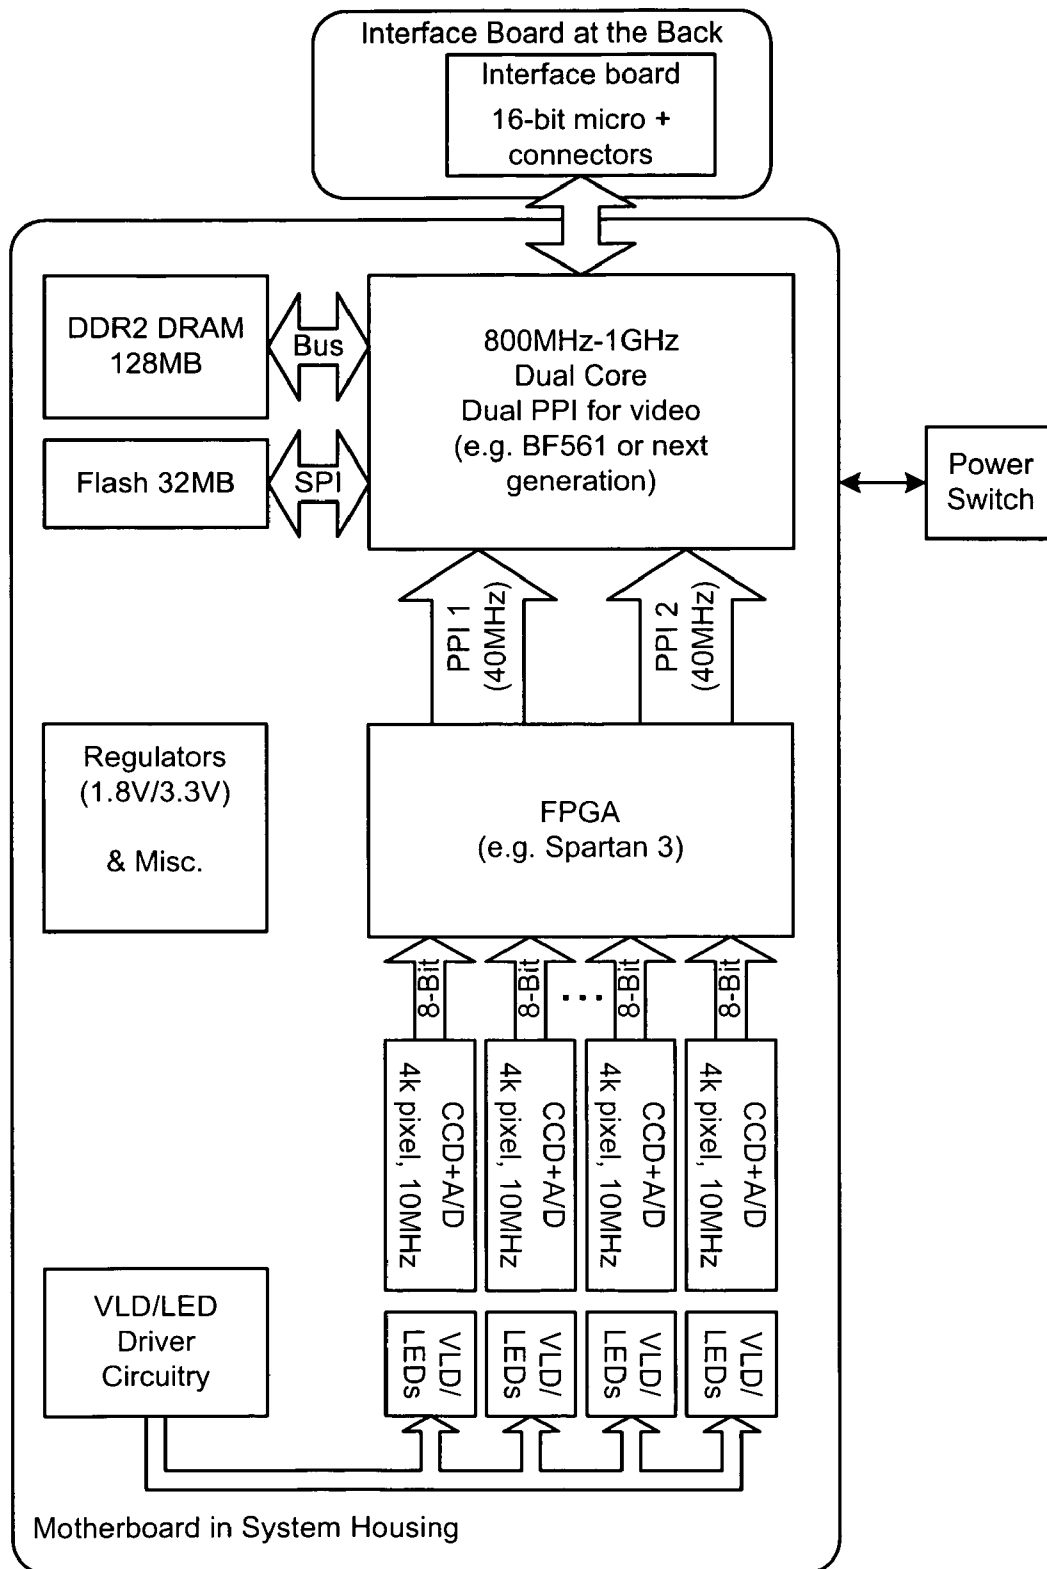 Interface Board at the Back
Interface board
16-bit micro +
connectors
DDR2 DRAM
128MB
Bus
800MHz-1GHz
Dual Core
Dual PPI for video
(e.g. BF561 or next
generation)
Flash 32MB
SPI
Power
Switch
PPI 1
(40MHz)
PPI 2
(40MHz)
Regulators
(1.8V/3.3V)
& Misc.
FPGA
(e.g. Spartan 3)
8-Bit
8-Bit
...
8-Bit
8-Bit
CCD+A/D
4k pixel, 10MHz
CCD+A/D
4k pixel, 10MHz
CCD+A/D
4k pixel, 10MHz
CCD+A/D
4k pixel, 10MHz
VLD/LED
Driver
Circuitry
VLD/
LEDs
VLD/
LEDs
VLD/
LEDs
VLD/
LEDs
Motherboard in System Housing